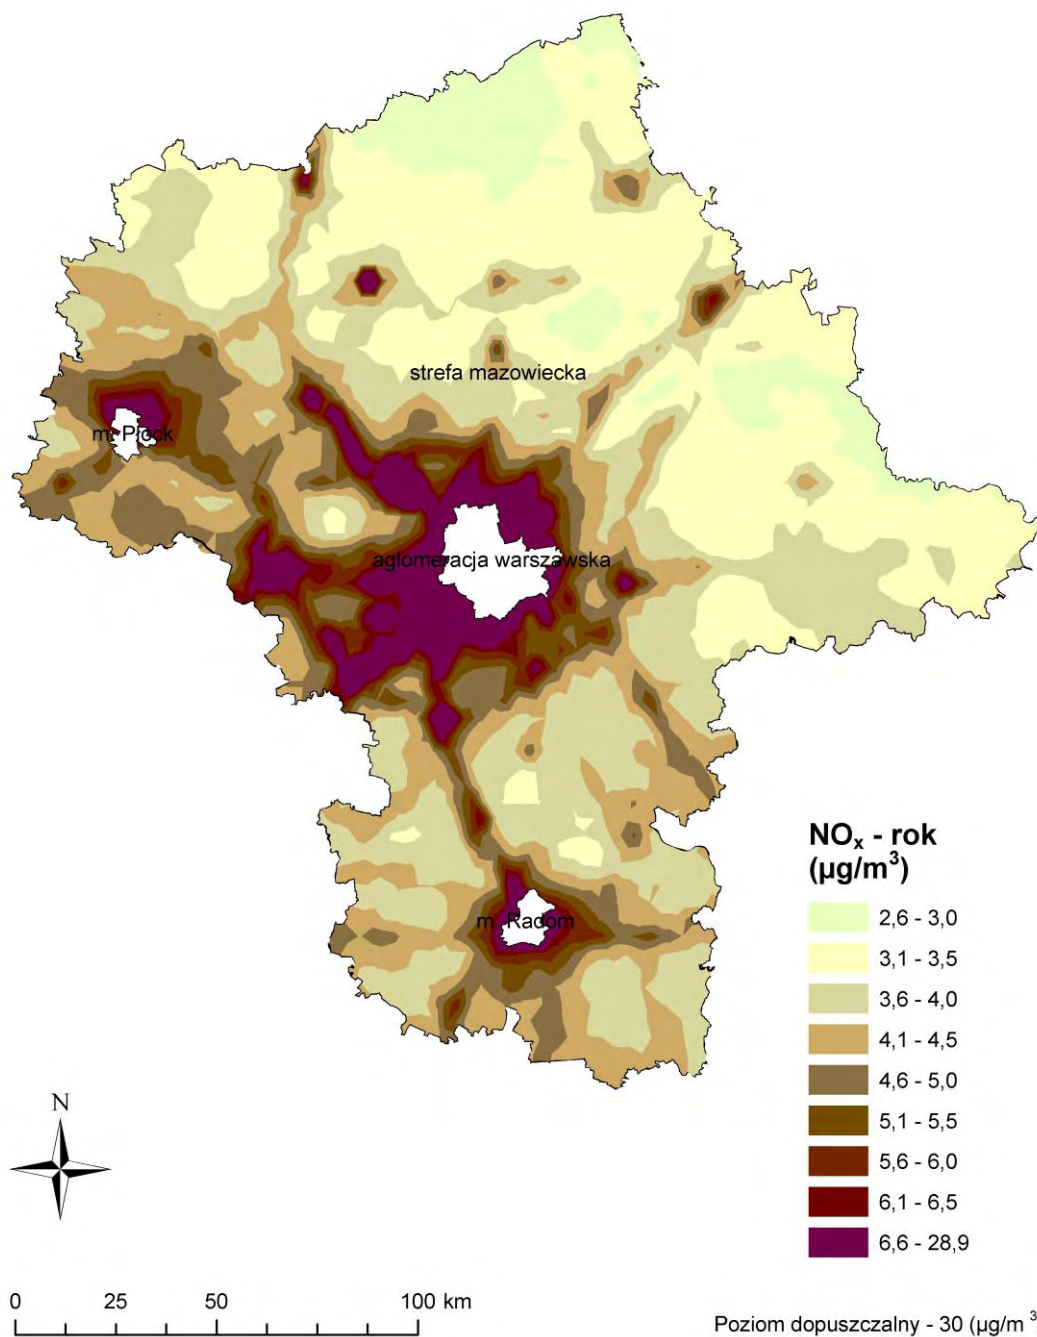 strefa mazowiecka
m. Płock
aglomeracja warszawska
m. Radom
NOx - rok
(µg/m³)
2,6 - 3,0
3,1 - 3,5
3,6 - 4,0
4,1 - 4,5
4,6 - 5,0
5,1 - 5,5
5,6 - 6,0
6,1 - 6,5
6,6 - 28,9
N
0 25 50 100 km
Poziom dopuszczalny - 30 (µg/m³